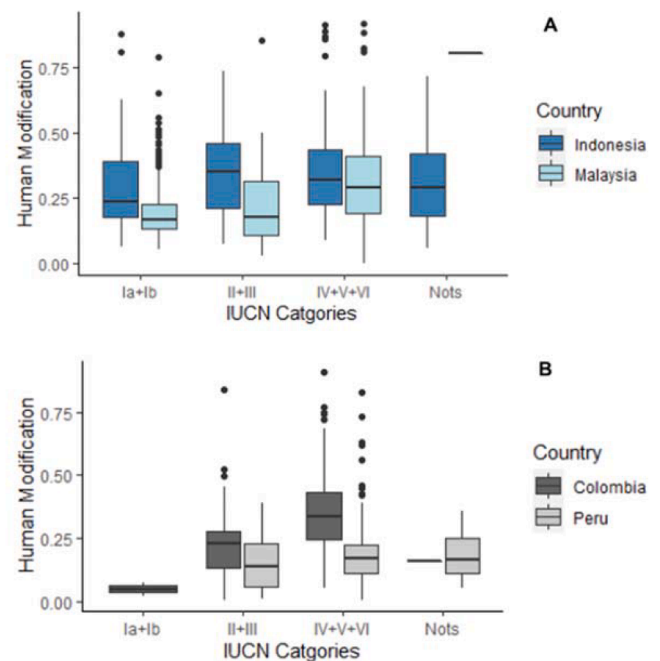 A
Human Modification
0.75
0.50
0.25
0.00
Ia+Ib
II+III
IV+V+VI
Nots
IUCN Catgories
Country
Indonesia
Malaysia
B
Human Modification
0.75
0.50
0.25
0.00
Ia+Ib
II+III
IV+V+VI
Nots
IUCN Catgories
Country
Colombia
Peru